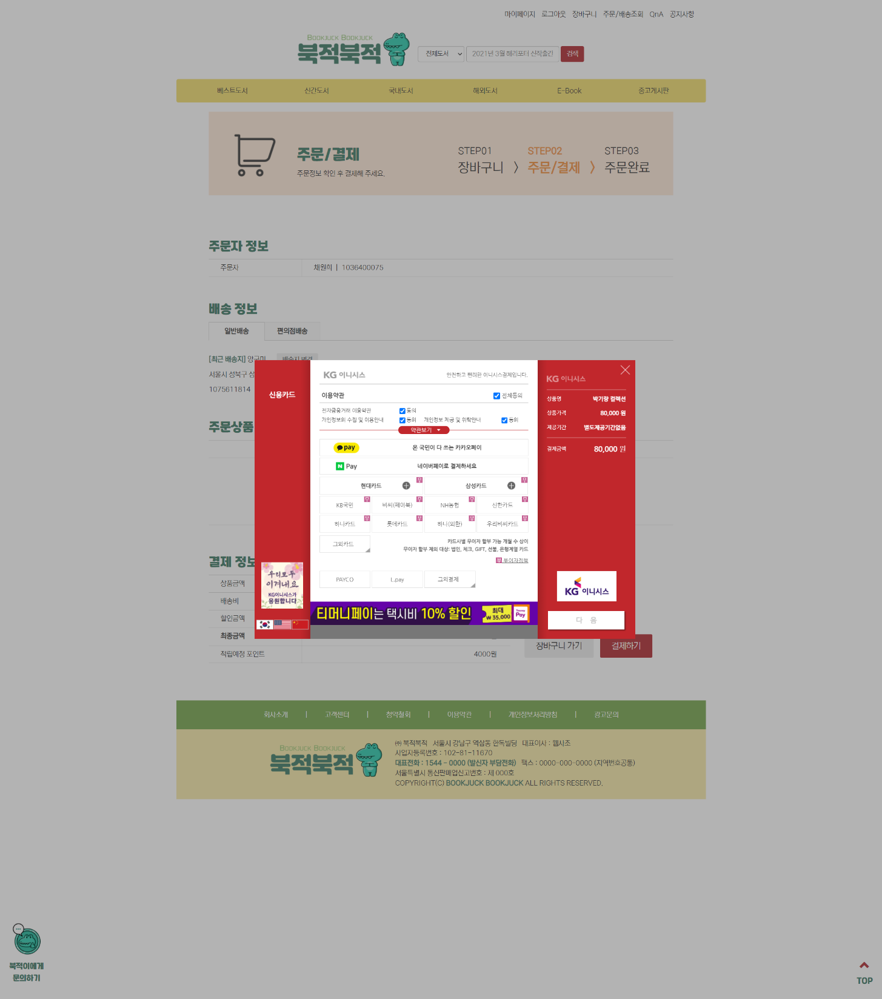 마이페이지 로그아웃 장바구니 주문/배송조회 QnA 공지사항
BOOKJUCK BOOKJUCK
북적북적
전체도서 2021년 3월 해리포터 신작출간 검색
베스트도서 신간도서 국내도서 해외도서 E-Book 중고게시판
주문/결제
주문정보 확인 후 결제해 주세요.
STEP01 STEP02 STEP03
장바구니 〉 주문/결제 〉 주문완료
주문자 정보
주문자 채원희 | 1036400075
배송 정보
일반배송 편의점배송
[최근 배송지] 양구미 배송지 변경
서울시 성북구
1075611814
주문상품
결제 정보
상품금액
배송비
할인금액
최종금액
적립예정 포인트 4000원
장바구니 가기 결제하기
신용카드
우리모두
이겨내요
KG이니시스가
응원합니다
KG 이니시스 안전하고 편리한 이니시스결제입니다.
이용약관 전체동의
전자금융거래 이용약관 동의
개인정보의 수집 및 이용안내 동의 개인정보 제공 및 위탁안내 동의
약관보기
pay 온 국민이 다 쓰는 카카오페이
N Pay 네이버페이로 결제하세요
현대카드 무 삼성카드 무
KB국민 무 비씨(페이북) 무 NH농협 무 신한카드 무
하나카드 무 롯데카드 무 하나(외환) 무 우리비씨카드 무
그외카드
카드사별 무이자 할부 가능 개월 수 상이
무이자 할부 제외 대상: 법인, 체크, GIFT, 선불, 은행계열 카드
무 무이자정책
PAYCO L.pay 그외결제
티머니페이는 택시비 10% 할인 최대 ₩35,000 Pay
KG 이니시스
상품명 박기량 컬렉션
상품가격 80,000 원
제공기간 별도제공기간없음
결제금액 80,000 원
KG 이니시스
다 음
회사소개 | 고객센터 | 청약철회 | 이용약관 | 개인정보처리방침 | 광고문의
BOOKJUCK BOOKJUCK
북적북적
㈜ 북적북적 서울시 강남구 역삼동 한독빌딩 대표이사 : 웹사조
사업자등록번호 : 102-81-11670
대표전화 : 1544 - 0000 (발신자 부담전화) 팩스 : 0000-000-0000 (지역번호공통)
서울특별시 통신판매업신고번호 : 제 000호
COPYRIGHT(C) BOOKJUCK BOOKJUCK ALL RIGHTS RESERVED.
북적이에게
문의하기
TOP